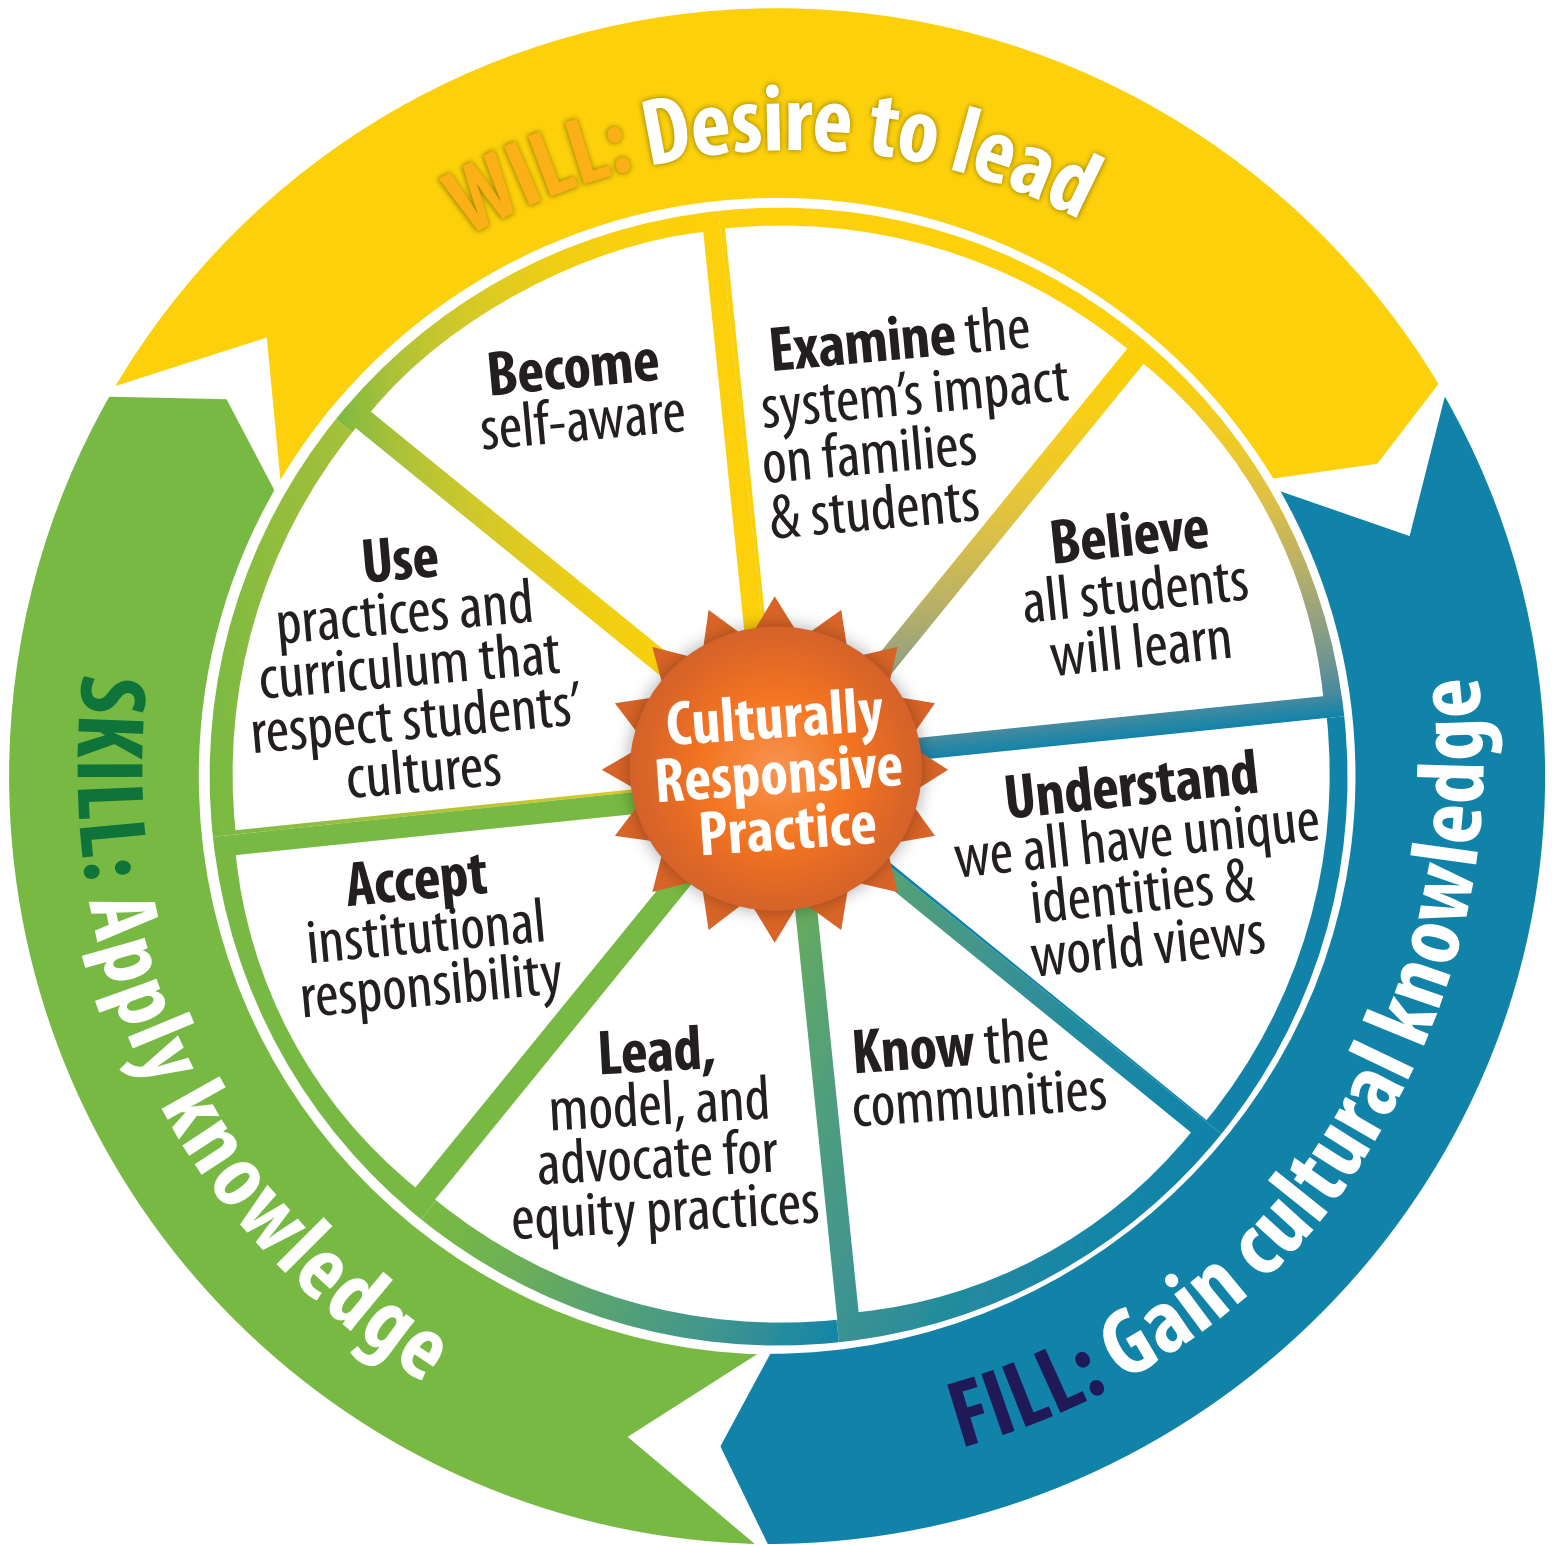 WILL: Desire to lead
Become
self-aware
Examine the
system's impact
on families
& students
Believe
all students
will learn
Understand
we all have unique
identities &
world views
Know the
communities
Lead,
model, and
advocate for
equity practices
Accept
institutional
responsibility
Use
practices and
curriculum that
respect students'
cultures
Culturally
Responsive
Practice
FILL: Gain cultural knowledge
SKILL: Apply knowledge